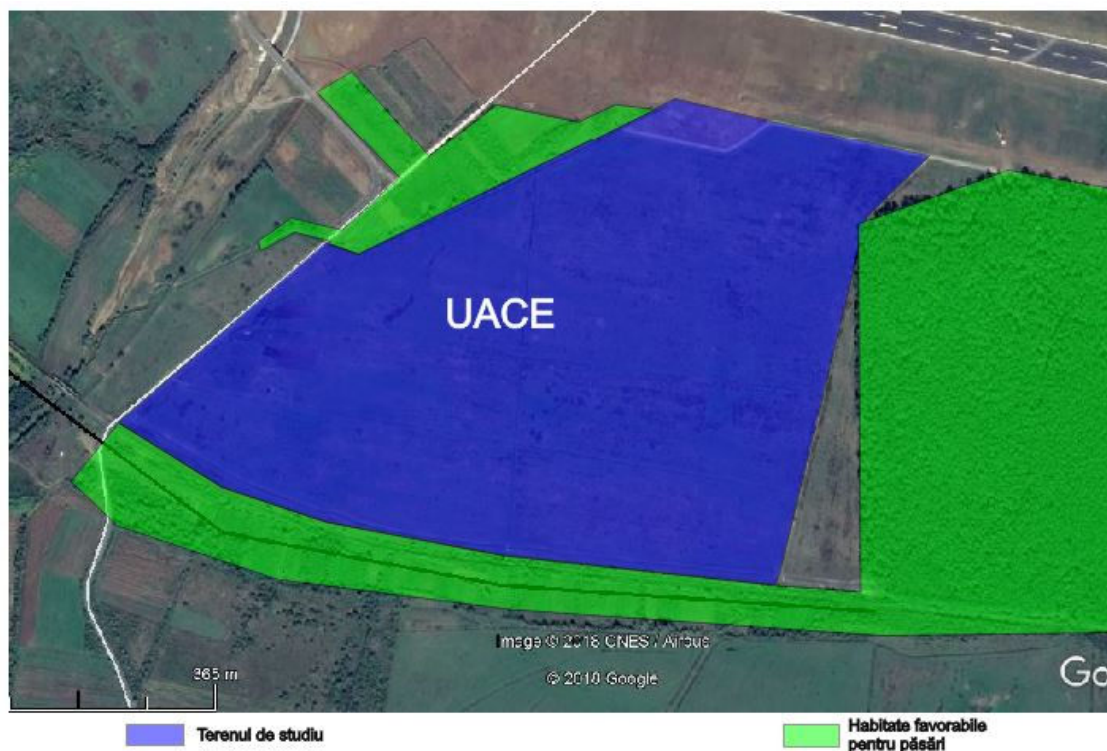 UACE
Image © 2018 CNES / Airbus
© 2018 Google
365 m
Go
Terenul de studiu
Habitate favorabile
pentru păsări